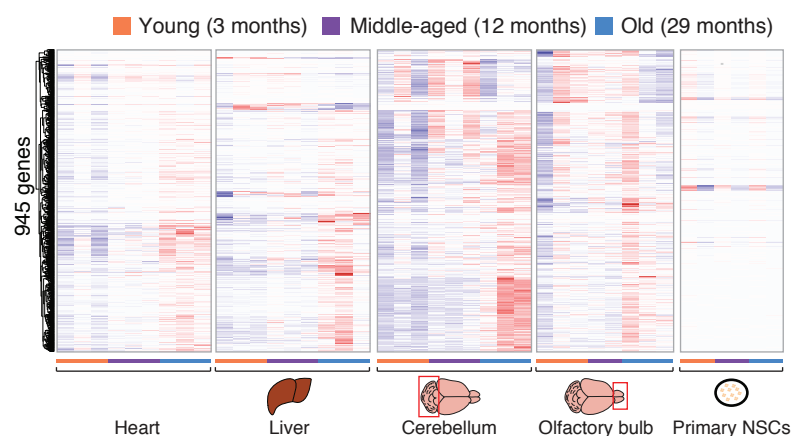 Young (3 months) Middle-aged (12 months) Old (29 months)
945 genes
Heart Liver Cerebellum Olfactory bulb Primary NSCs